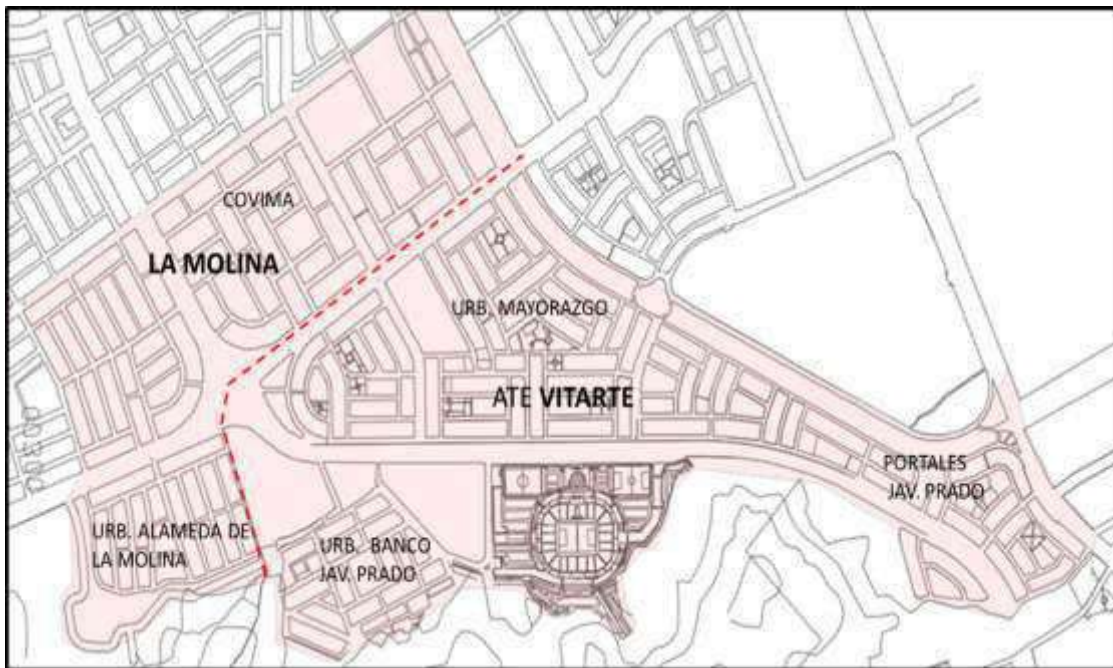 COVIMA
LA MOLINA
URB. MAYORAZGO
ATE VITARTE
PORTALES
JAV. PRADO
URB. ALAMEDA DE
LA MOLINA
URB. BANCO
JAV. PRADO